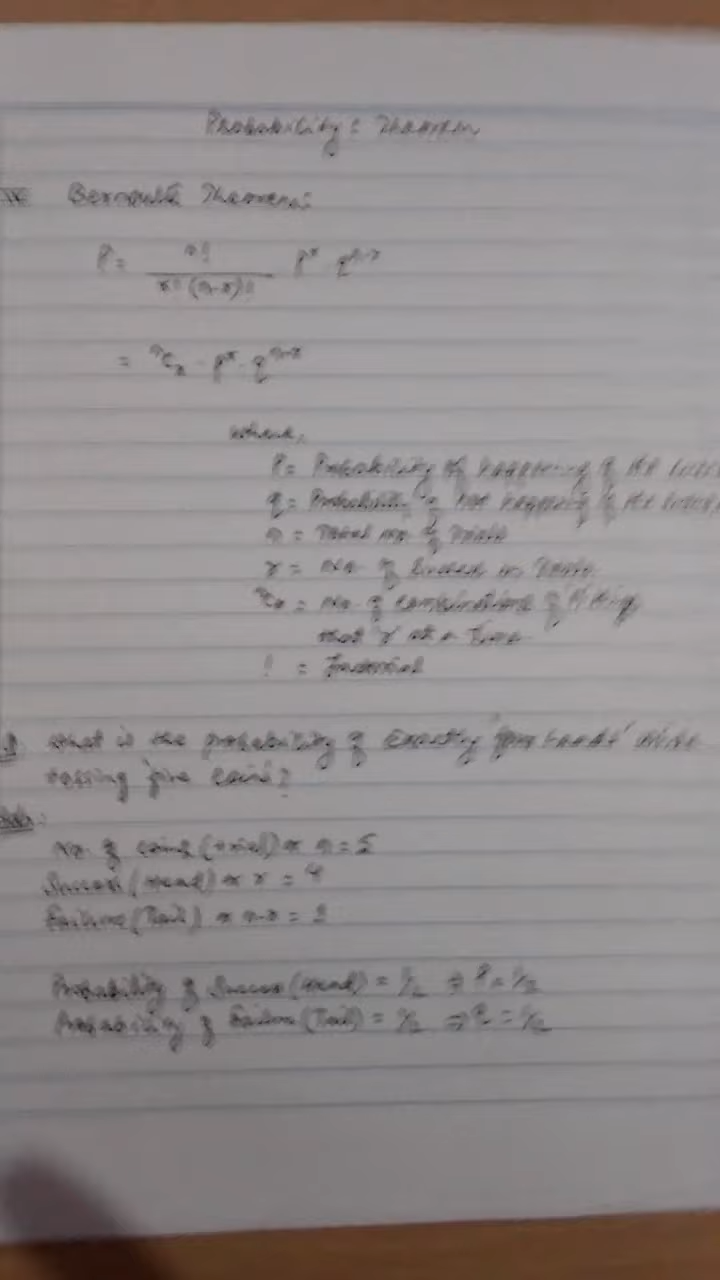 Probability: Theorem
Bernoulli Theorem:
P = n! / r! (n-r)! p^r q^n-r
= nCr · p^r · q^n-r
where,
P = Probability of happening of the
q = Probability of not happening of the
n = Total no. of trials
r = No. of success in trials
nCr = No. of combinations of
that r at a time
! = Factorial
What is the probability of exactly 'four heads' while
tossing five coins?
No. of coins (trial) or n = 5
Success (Head) or r = 4
Failure (Tail) or n-r = 1
Probability of Success (Head) = 1/2 ⇒ P = 1/2
Probability of Failure (Tail) = 1/2 ⇒ q = 1/2